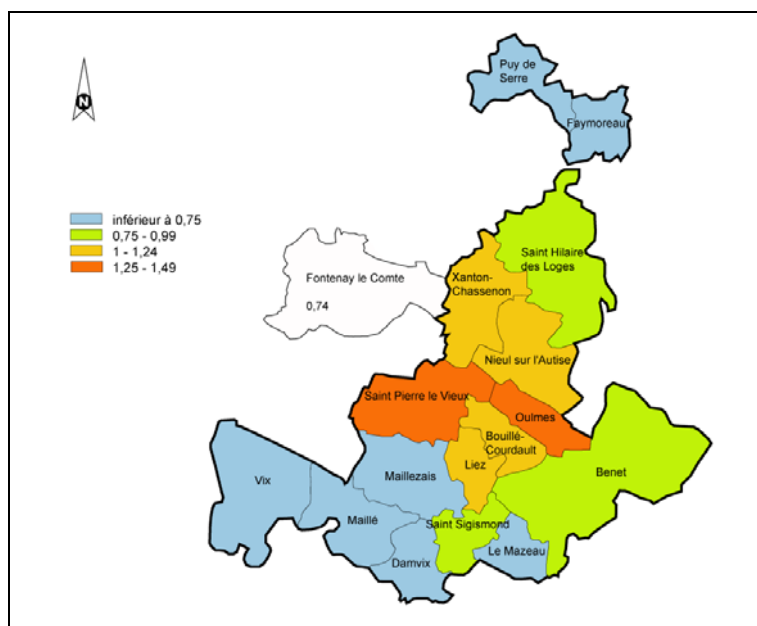 Puy de
Serre
Faymoreau
N
inférieur à 0,75
0,75 - 0,99
1 - 1,24
1,25 - 1,49
Saint Hilaire
des Loges
Fontenay le Comte
0,74
Xanton-
Chassenon
Nieul sur l'Autise
Saint Pierre le Vieux
Oulmes
Bouillé-
Courdault
Liez
Benet
Maillezais
Vix
Maillé
Saint Sigismond
Le Mazeau
Damvix